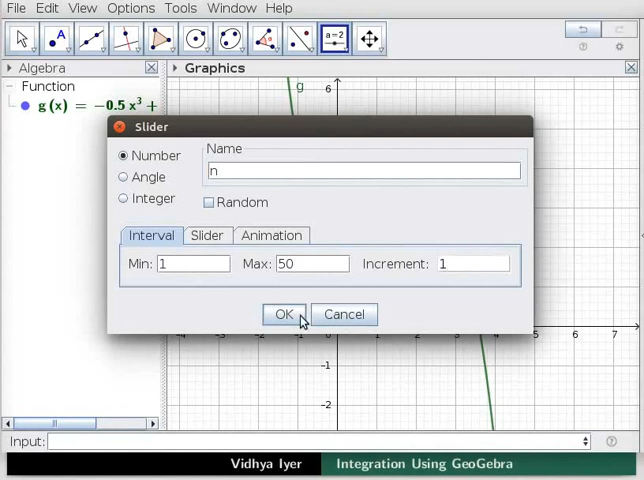 File Edit View Options Tools Window Help
A
a=2
Algebra
Graphics
Function
g (x) = −0.5 x³ +
g
6
Slider
Number
Name
Angle
n
Integer
Random
Interval Slider Animation
Min: 1 Max: 50 Increment: 1
OK Cancel
-4 -3 -2 -1 0 1 2 3 4 5 6 7
-1
-2
Input:
Vidhya Iyer Integration Using GeoGebra